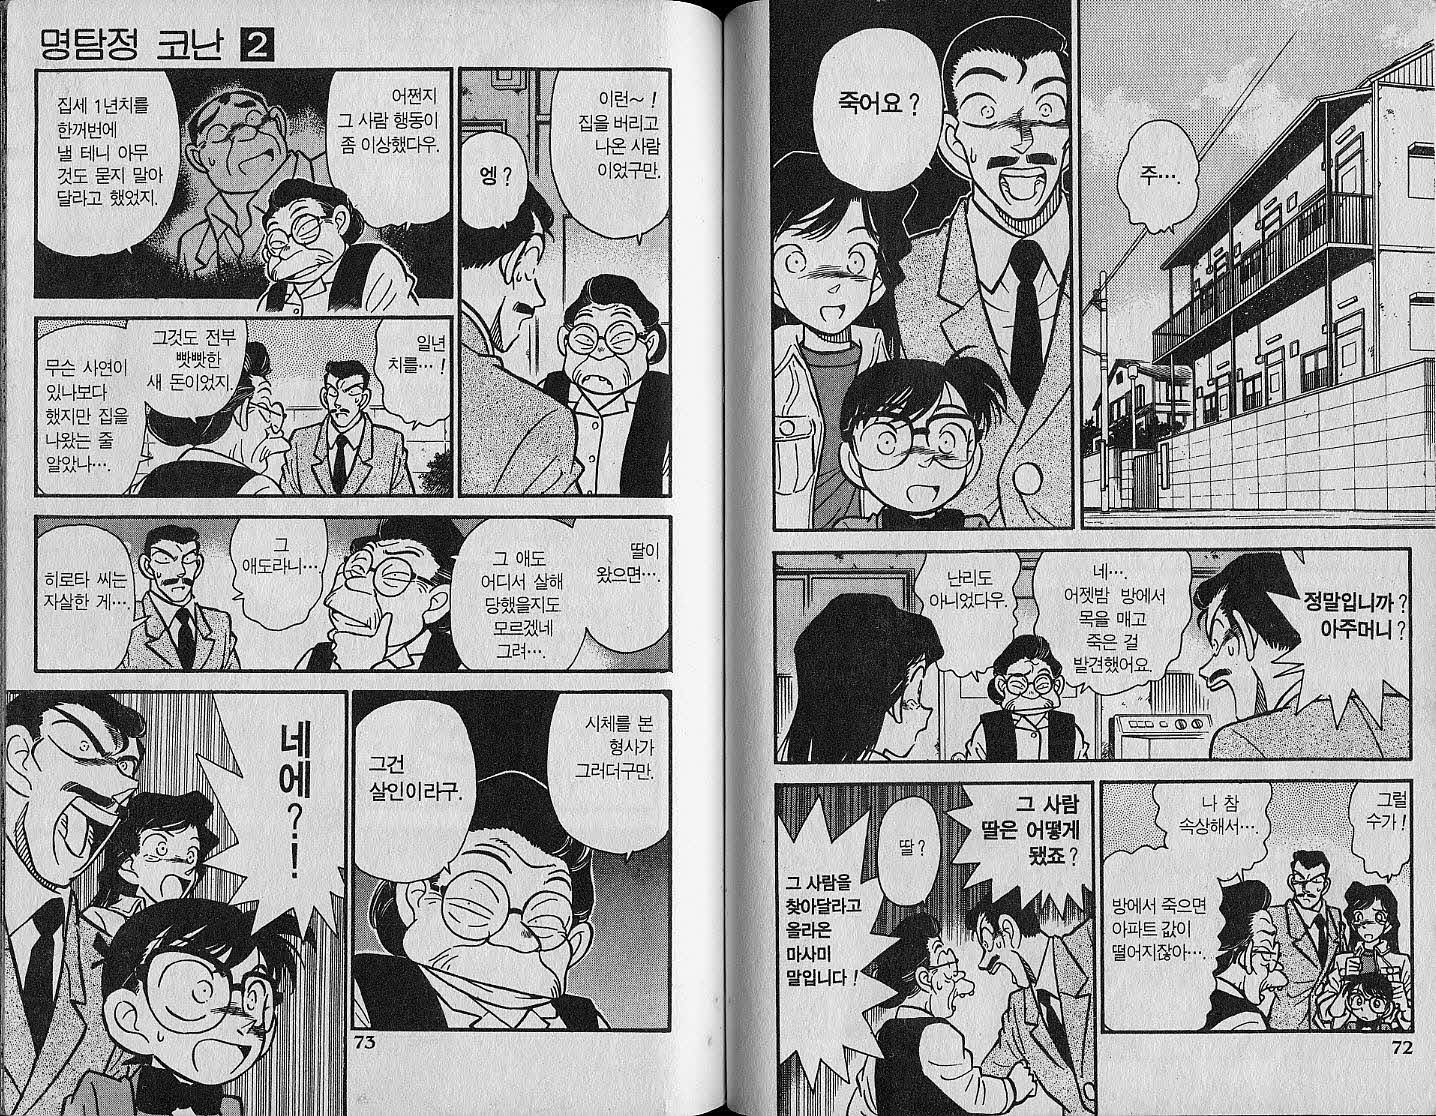 주….
죽어요?
정말입니까?
아주머니?
네….
어젯밤 방에서
목을 매고
죽은 걸
발견했어요.
난리도
아니었다우.
그럴
수가!
나 참
속상해서….
방에서 죽으면
아파트 값이
떨어지잖아….
그 사람
딸은 어떻게
됐죠?
딸?
그 사람을
찾아달라고
올라온
마사미
말입니다!
72
명탐정 코난 2
이런~!
집을 버리고
나온 사람
이었구만.
엥?
어쩐지
그 사람 행동이
좀 이상했다우.
집세 1년치를
한꺼번에
낼 테니 아무
것도 묻지 말아
달라고 했었지.
일년
치를…!
그것도 전부
빳빳한
새 돈이었지.
무슨 사연이
있나보다
했지만 집을
나왔는 줄
알았나….
딸이
왔으면….
그 애도
어디서 살해
당했을지도
모르겠네
그려….
그
애도라니….
히로타 씨는
자살한 게….
시체를 본
형사가
그러더구만.
그건
살인이라구.
네
에?!
73